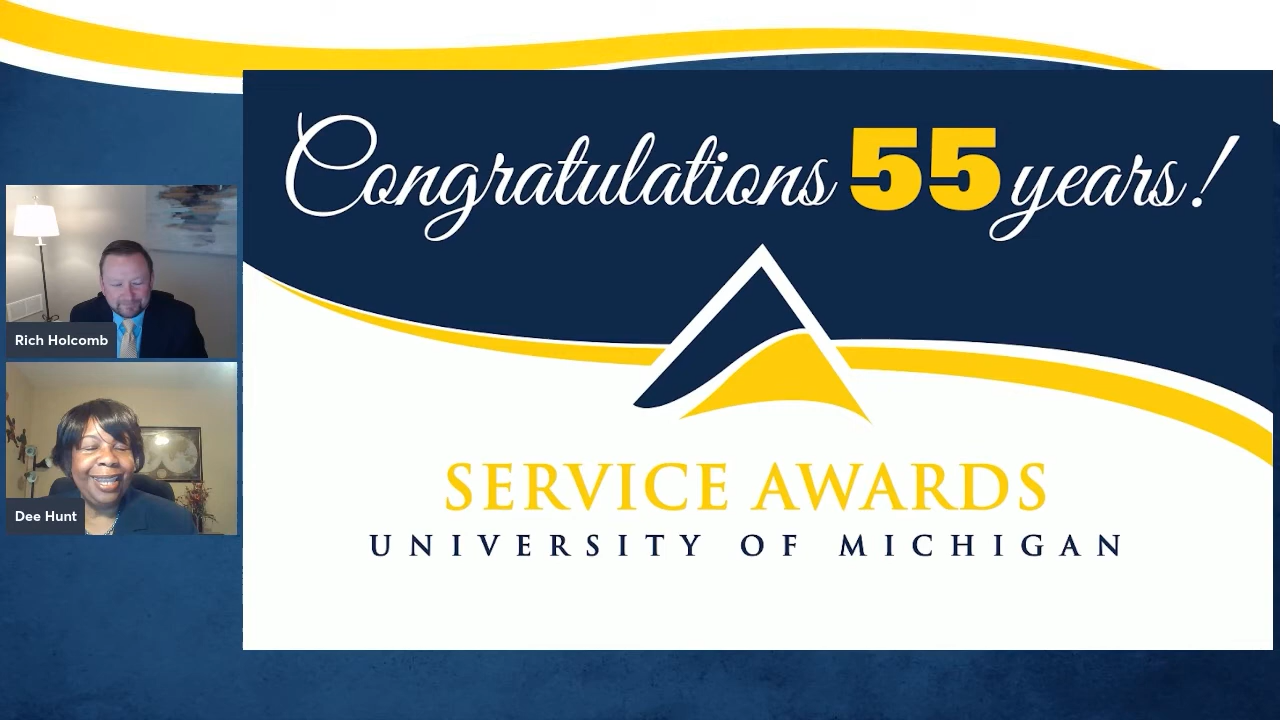 Congratulations 55 years!
Rich Holcomb
Dee Hunt
SERVICE AWARDS
UNIVERSITY OF MICHIGAN